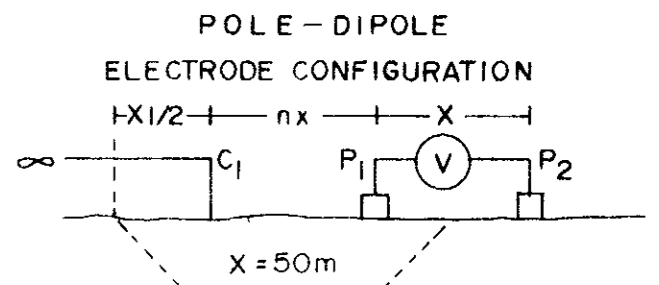 POLE-DIPOLE
ELECTRODE CONFIGURATION
X1/2 nx X
∞ C1 P1 V P2
X = 50m